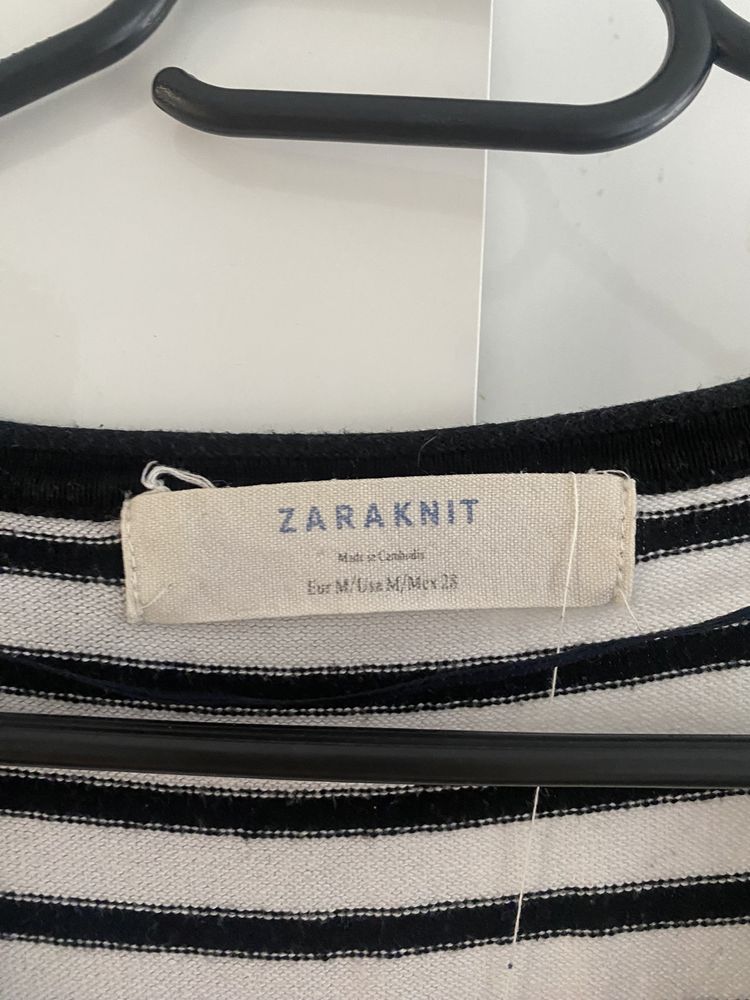 ZARAKNIT
Made in Cambodia
Eur M/Usa M/Mex 28